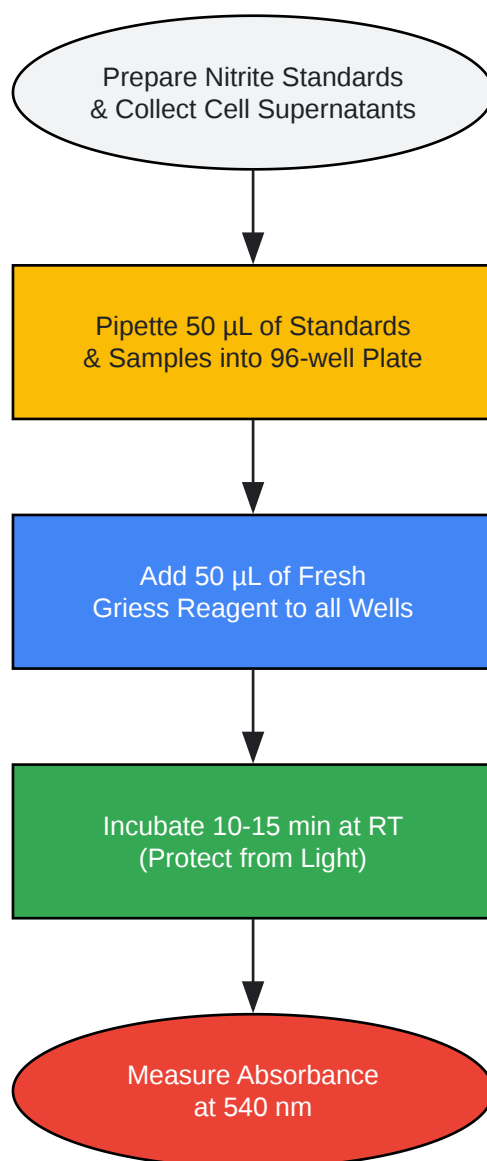 Prepare Nitrite Standards
& Collect Cell Supernatants
Pipette 50 µL of Standards
& Samples into 96-well Plate
Add 50 µL of Fresh
Griess Reagent to all Wells
Incubate 10-15 min at RT
(Protect from Light)
Measure Absorbance
at 540 nm